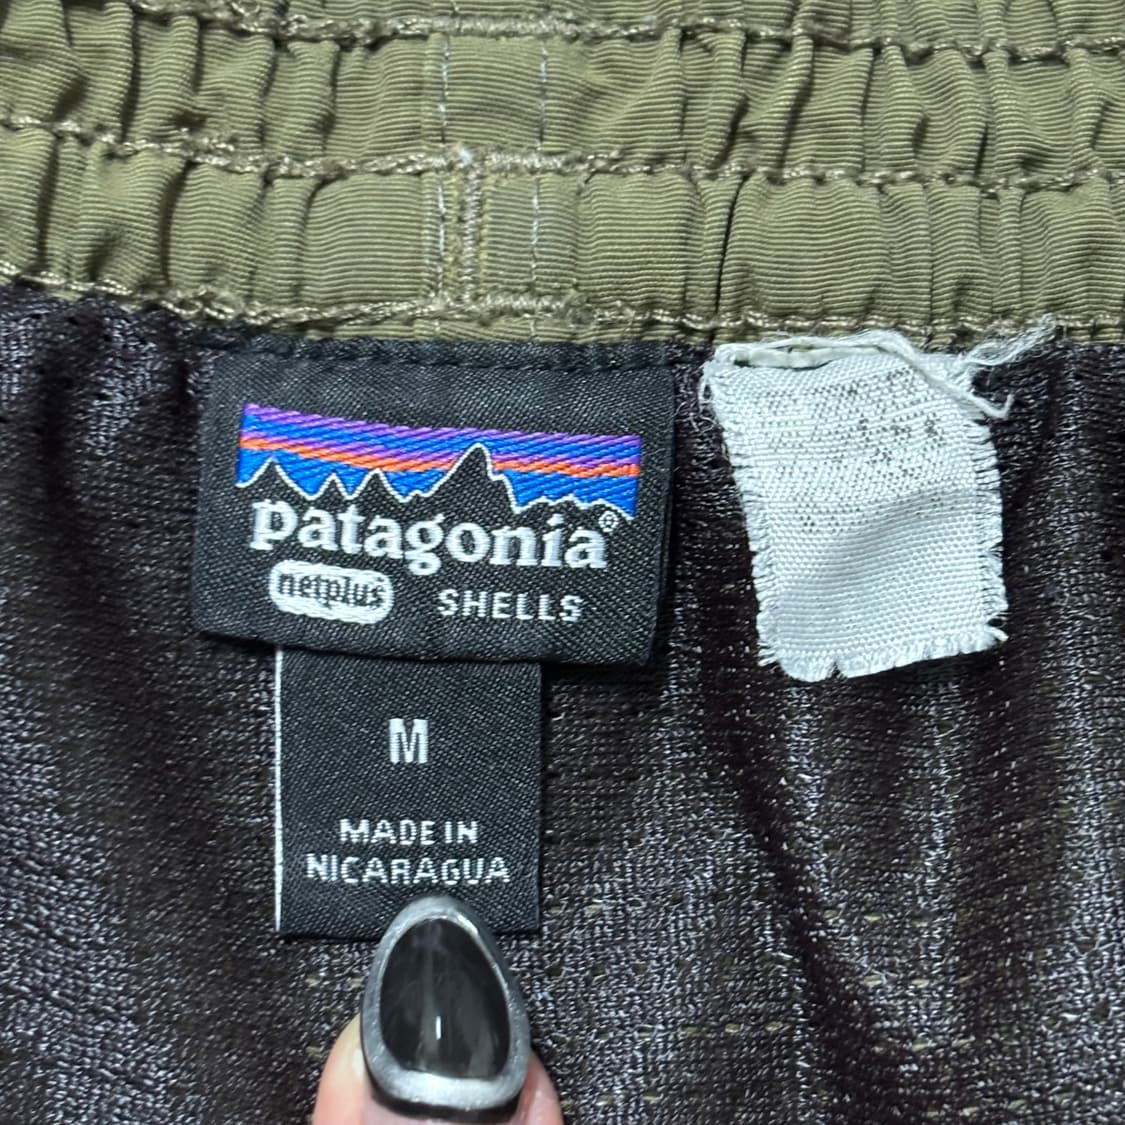 patagonia®
netplus SHELLS
M
MADE IN
NICARAGUA